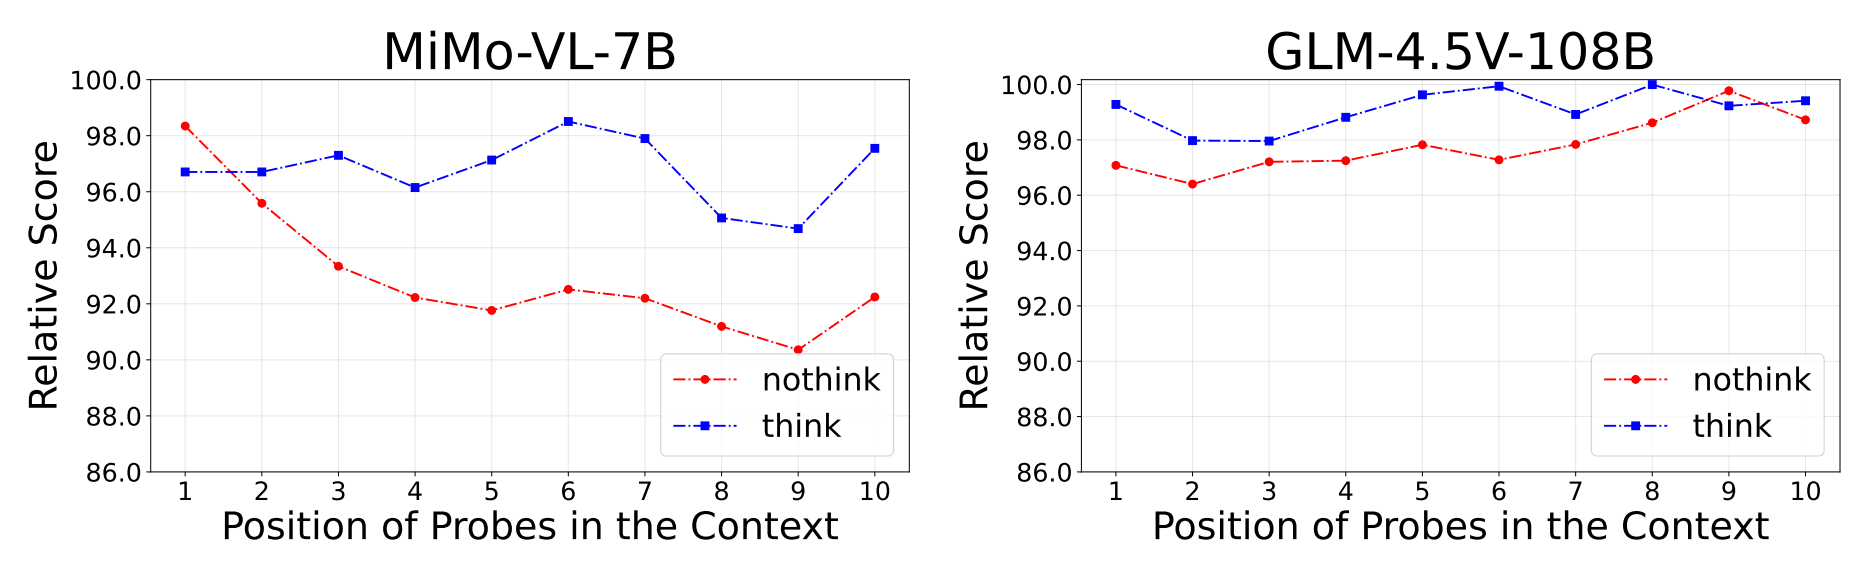 MiMo-VL-7B
100.0
98.0
96.0
94.0
92.0
90.0
88.0
86.0
Relative Score
1 2 3 4 5 6 7 8 9 10
Position of Probes in the Context
nothink
think
GLM-4.5V-108B
100.0
98.0
96.0
94.0
92.0
90.0
88.0
86.0
Relative Score
1 2 3 4 5 6 7 8 9 10
Position of Probes in the Context
nothink
think